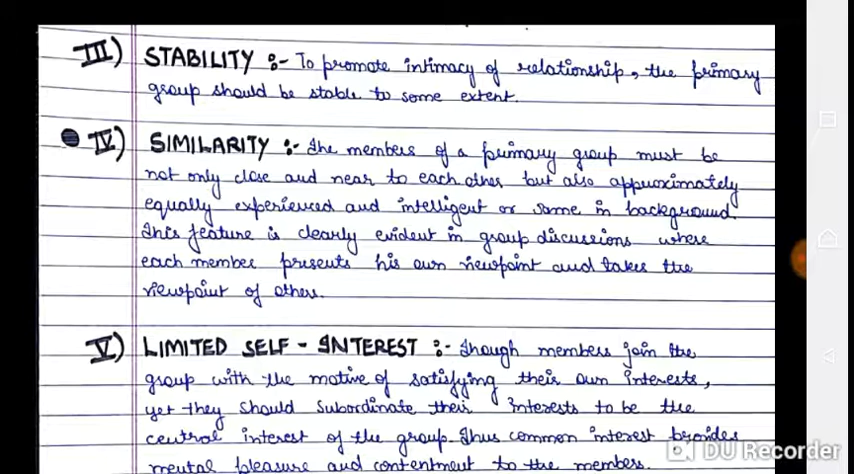 III) STABILITY :- To promote intimacy of relationship, the primary
group should be stable to some extent.
IV) SIMILARITY :- The members of a primary group must be
not only close and near to each other but also approximately
equally experienced and intelligent or same in background.
This feature is clearly evident in group discussions where
each member presents his own viewpoint and takes the
viewpoint of others.
V) LIMITED SELF - INTEREST :- Though members join the
group with the motive of satisfying their own interests,
yet they should subordinate their interests to be the
central interest of the group. Thus common interest provides
mental pleasure and contentment to the members.
DU Recorder